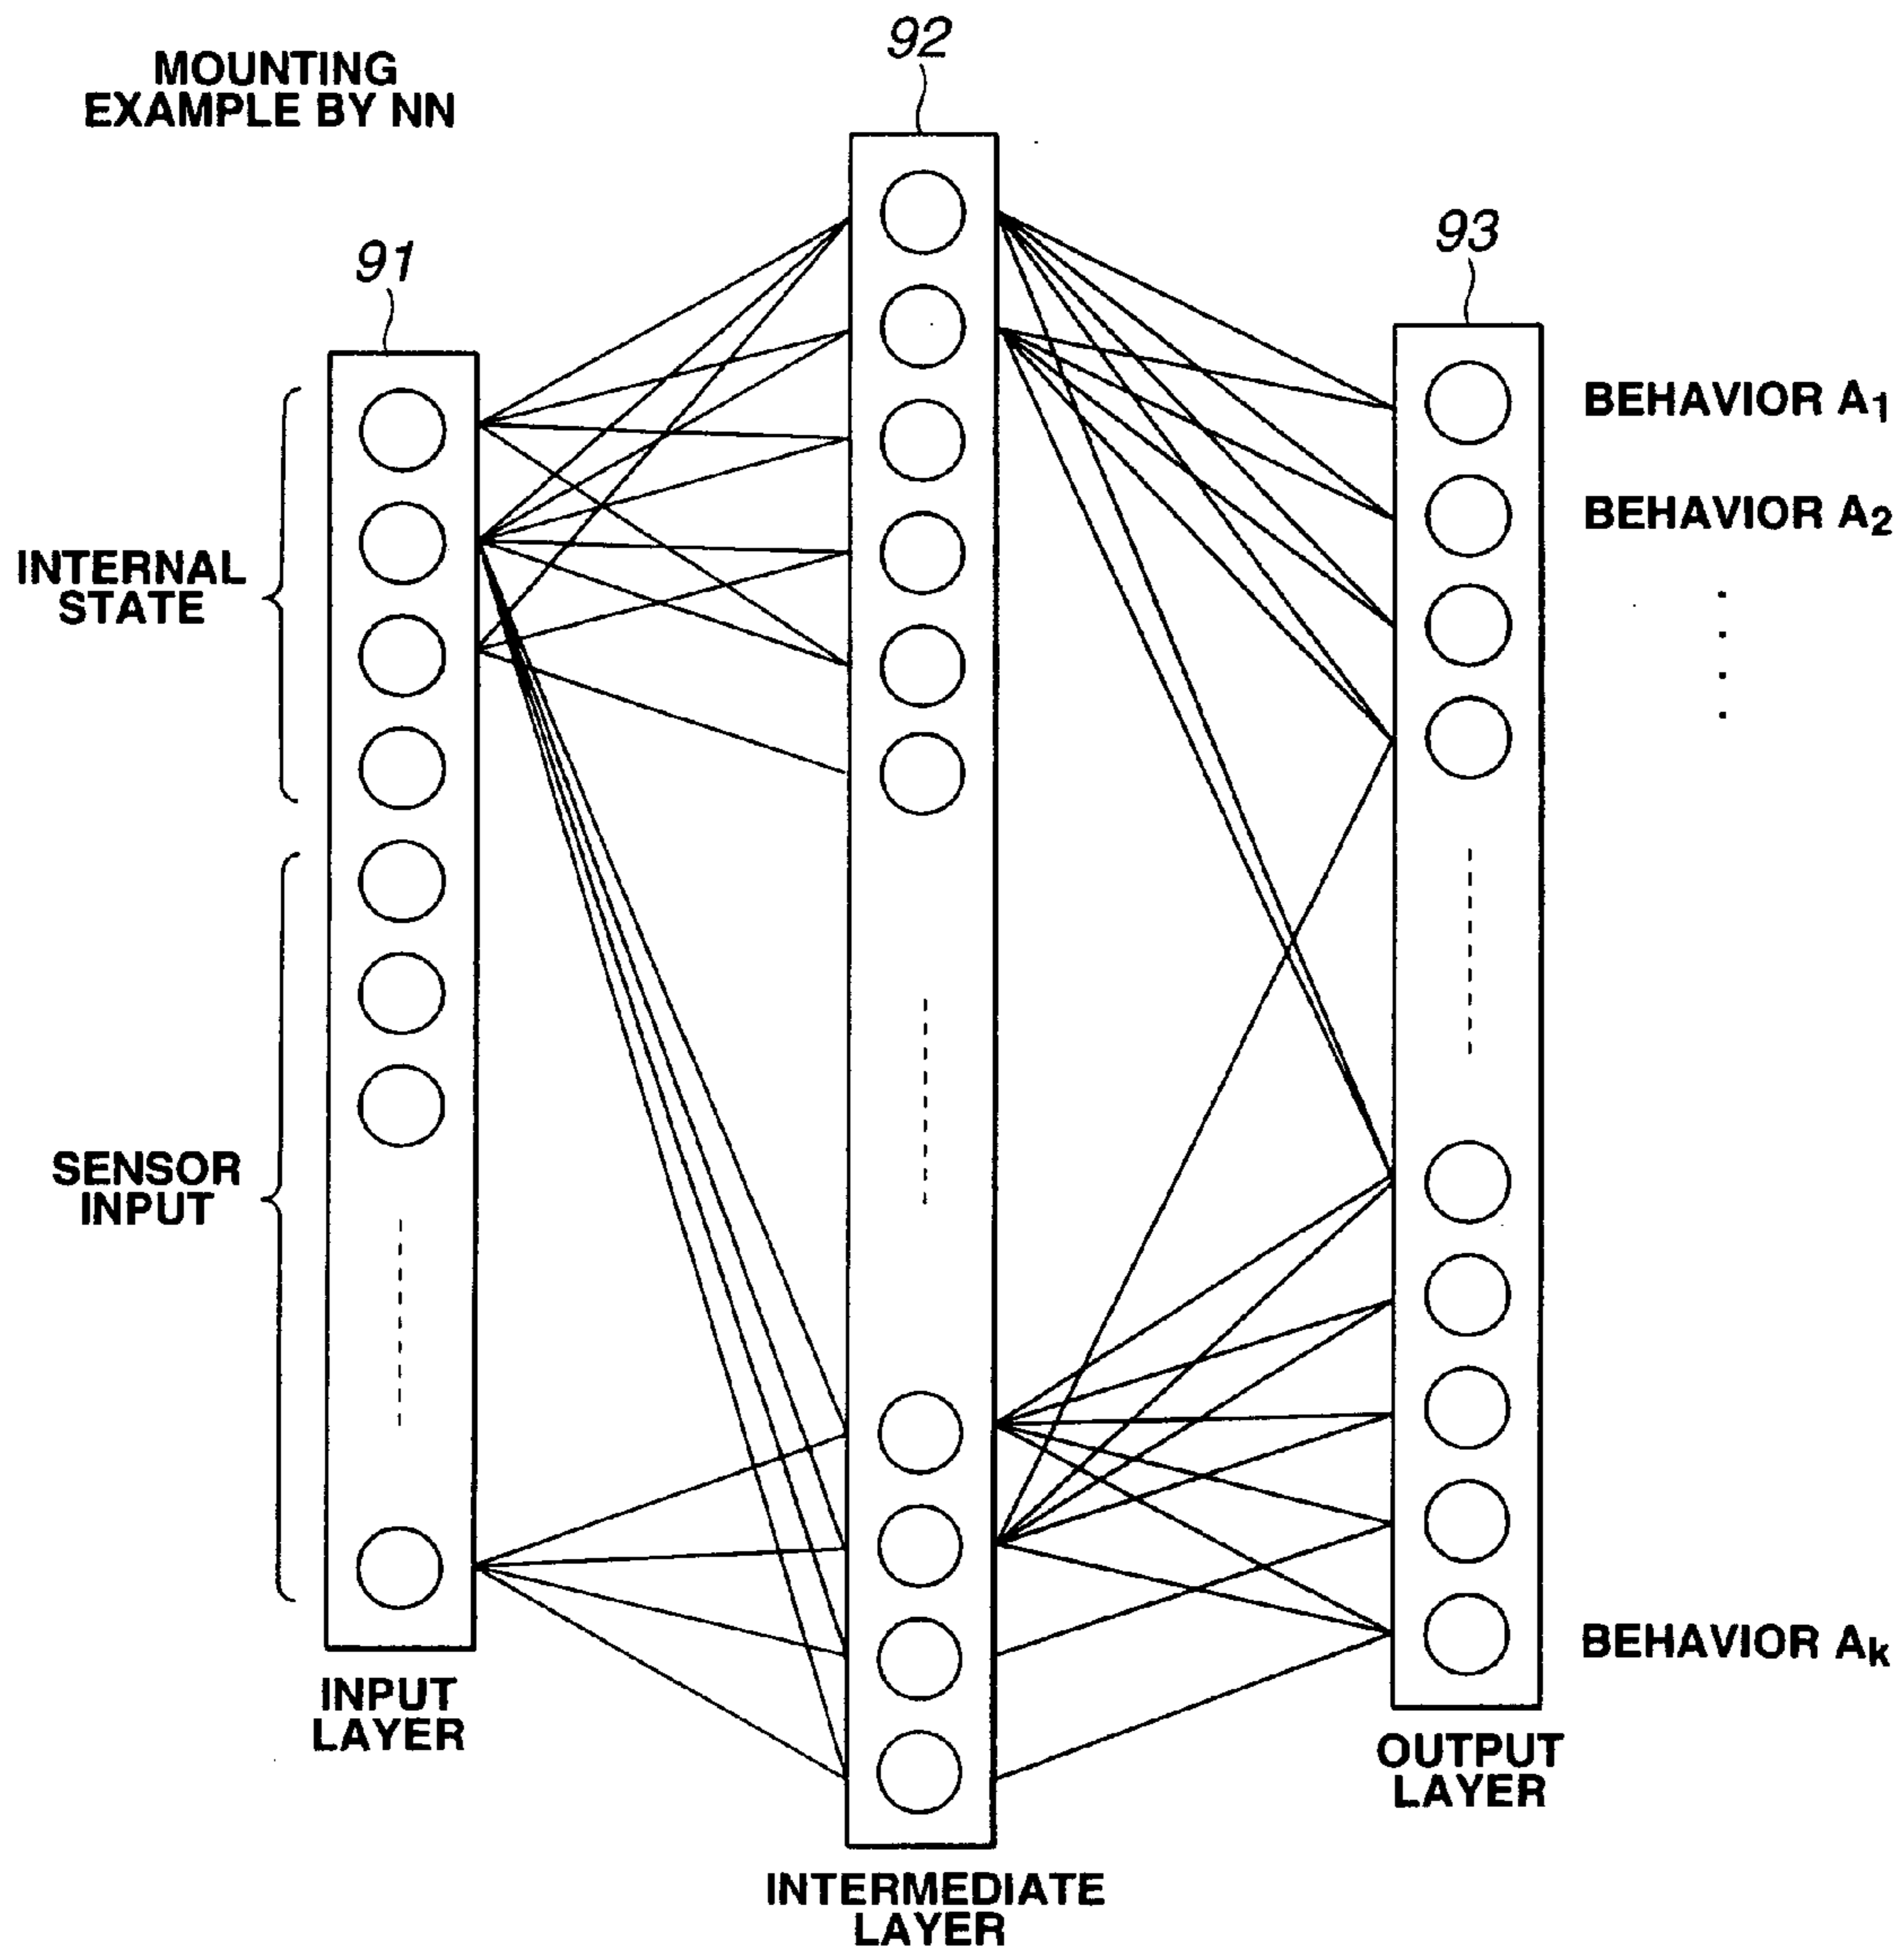 MOUNTING
EXAMPLE BY NN
92
91
93
INTERNAL
STATE
SENSOR
INPUT
BEHAVIOR A1
BEHAVIOR A2
BEHAVIOR Ak
INPUT
LAYER
INTERMEDIATE
LAYER
OUTPUT
LAYER